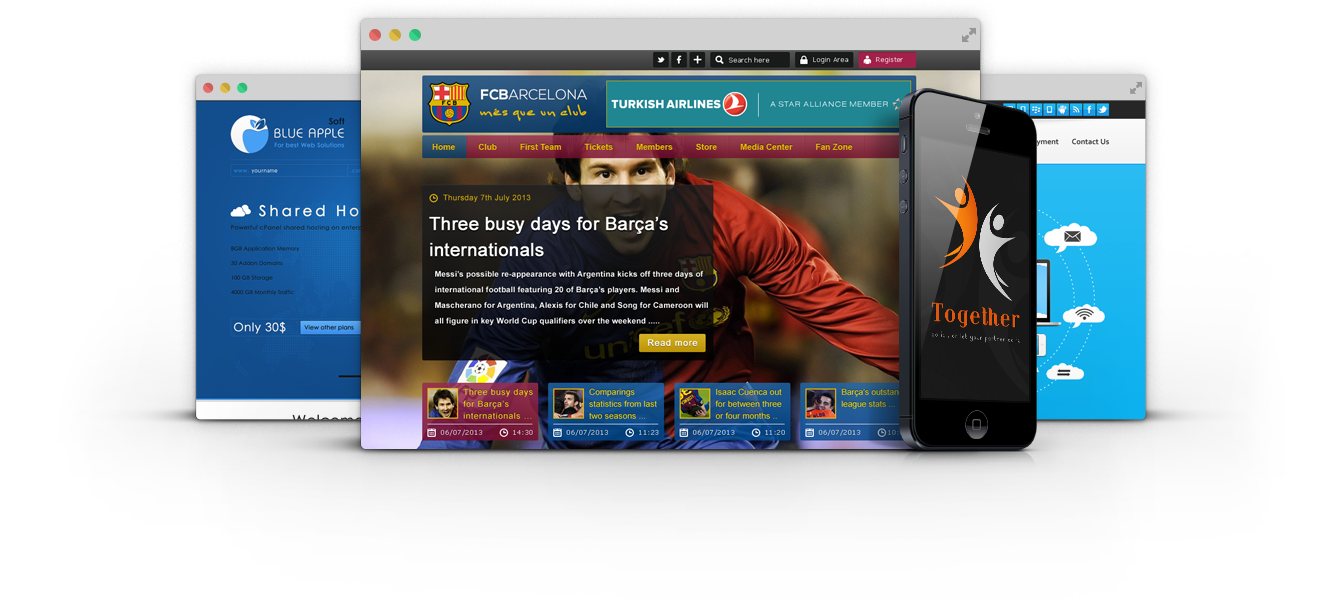 Soft
BLUE APPLE
For best Web Solutions
www. yourname
Shared Ho
Powerful cPanel shared hosting an enterp
8GB Application Memory
30 Addon Domains
100 GB Storage
4000 GB Monthly Traffic
Only 30$
View other plans
Welcome
Search here
Login Area
Register
FCB
FCBARCELONA
més que un club
TURKISH AIRLINES
A STAR ALLIANCE MEMBER
Home
Club
First Team
Tickets
Members
Store
Media Center
Fan Zone
Thursday 7th July 2013
Three busy days for Barça's
internationals
Messi's possible re-appearance with Argentina kicks off three days of
international football featuring 20 of Barça's players. Messi and
Mascherano for Argentina, Alexis for Chile and Song for Cameroon will
all figure in key World Cup qualifiers over the weekend .....
Read more
unicef
Three busy days
for Barça's
internationals ...
06/07/2013
14:30
Comparings
statistics from last
two seasons ...
06/07/2013
11:23
Isaac Cuenca out
for between three
or four months ..
06/07/2013
11:20
Barça's outstan
league stats ...
06/07/2013
10:
Together
yment
Contact Us